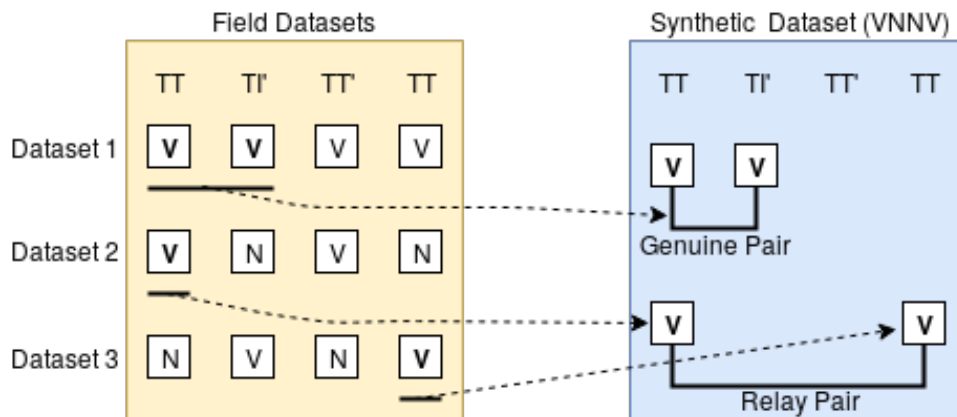 Field Datasets
Synthetic Dataset (VNNV)
TT TI' TT' TT
TT TI' TT' TT
Dataset 1 V V V V
V V
Genuine Pair
Dataset 2 V N V N
V V
Dataset 3 N V N V
Relay Pair